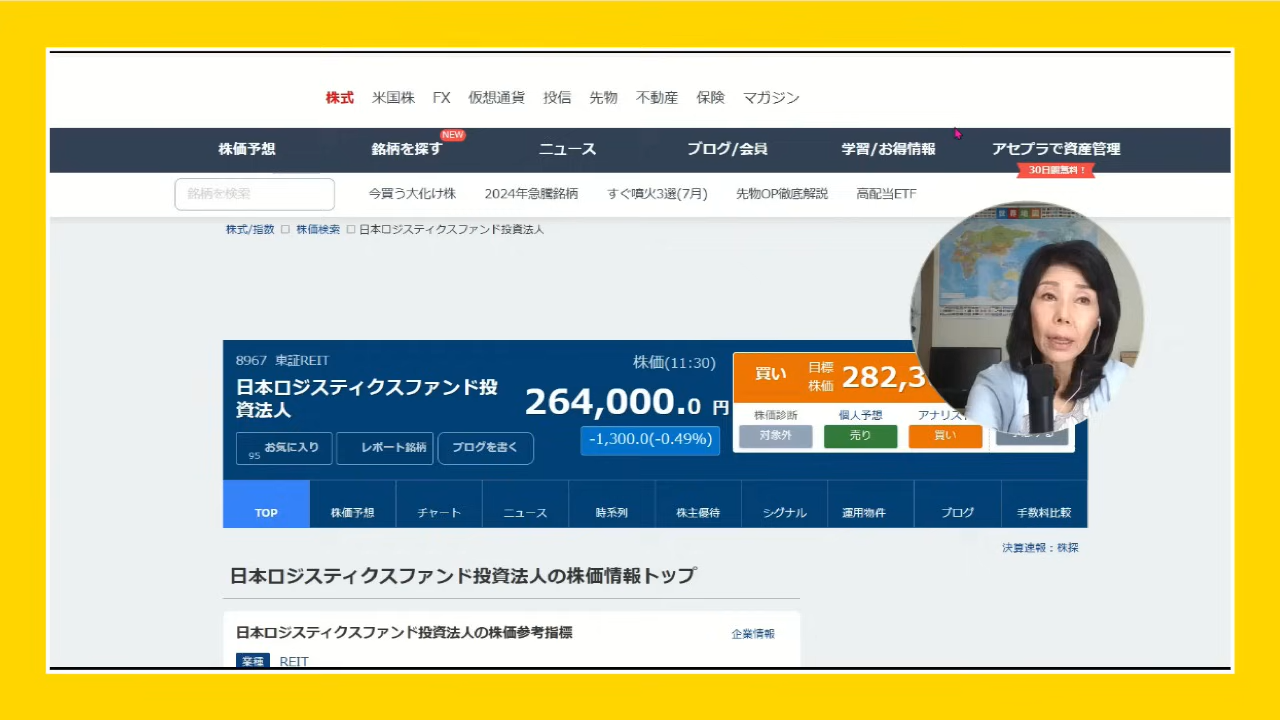 株式 米国株 FX 仮想通貨 投信 先物 不動産 保険 マガジン
株価予想 銘柄を探す NEW ニュース ブログ/会員 学習/お得情報 アセプラで資産管理
30日間無料！
銘柄を検索 今買う大化け株 2024年急騰銘柄 すぐ噴火3選(7月) 先物OP徹底解説 高配当ETF
株式/指数 株価検索 日本ロジスティクスファンド投資法人
8967 東証REIT
日本ロジスティクスファンド投
資法人
株価(11:30)
264,000.0 円
-1,300.0(-0.49%)
95 お気に入り レポート銘柄 ブログを書く
買い 目標
株価 282,3
株価診断 個人予想 アナリス
対象外 売り 買い
TOP 株価予想 チャート ニュース 時系列 株主優待 シグナル 運用物件 ブログ 手数料比較
決算速報：株探
日本ロジスティクスファンド投資法人の株価情報トップ
日本ロジスティクスファンド投資法人の株価参考指標 企業情報
業種 REIT